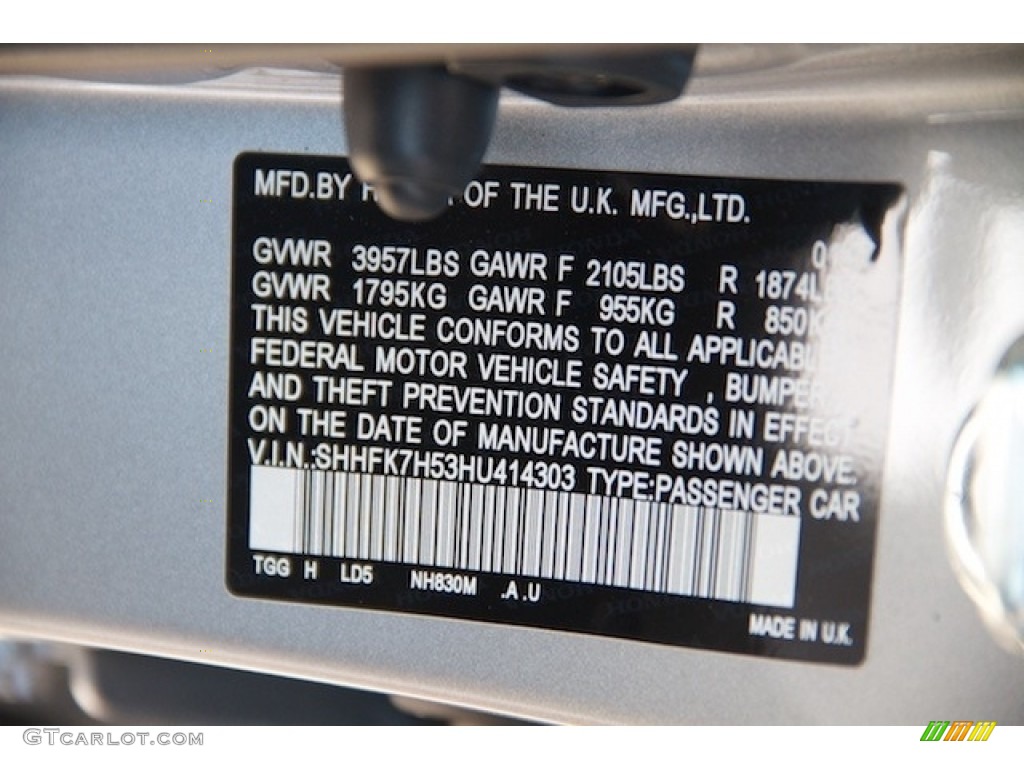 MFD.BY OF THE U.K. MFG.,LTD.
GVWR 3957LBS GAWR F 2105LBS R
GVWR 1795KG GAWR F 955KG R
THIS VEHICLE CONFORMS TO ALL
FEDERAL MOTOR VEHICLE SAFETY ,
AND THEFT PREVENTION STANDARDS IN EFFECT
ON THE DATE OF MANUFACTURE SHOWN ABOVE.
V.I.N.:SHHFK7H53HU414303 TYPE:PASSENGER CAR
TGG H LD5 NH830M .A .U
MADE IN U.K.
GTCARLOT.COM